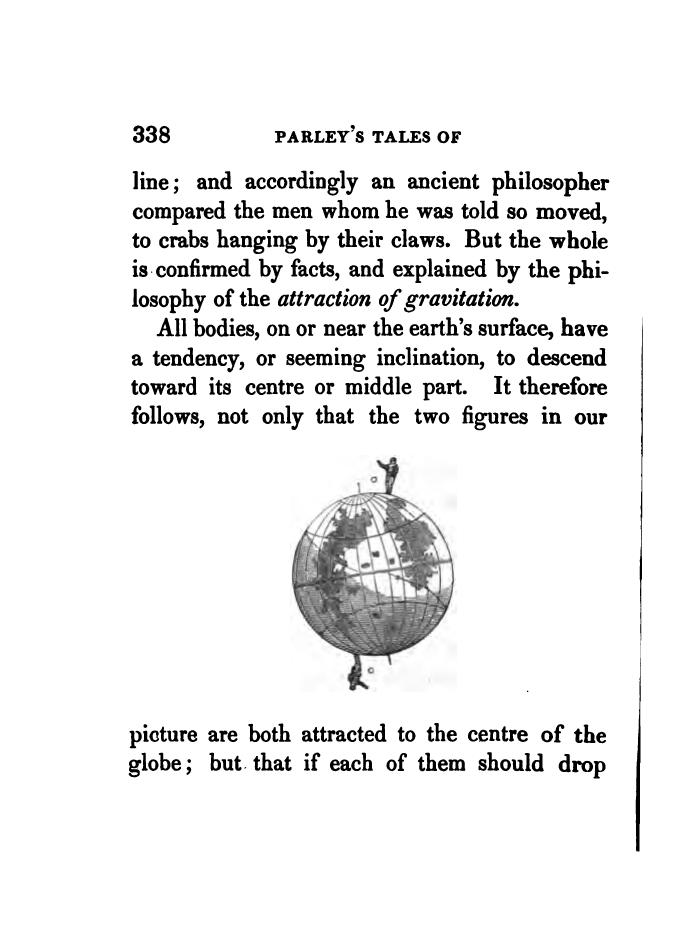 338 PARLEY'S TALES OF
line; and accordingly an ancient philosopher
compared the men whom he was told so moved,
to crabs hanging by their claws. But the whole
is confirmed by facts, and explained by the phi-
losophy of the attraction of gravitation.
All bodies, on or near the earth's surface, have
a tendency, or seeming inclination, to descend
toward its centre or middle part. It therefore
follows, not only that the two figures in our
picture are both attracted to the centre of the
globe; but that if each of them should drop